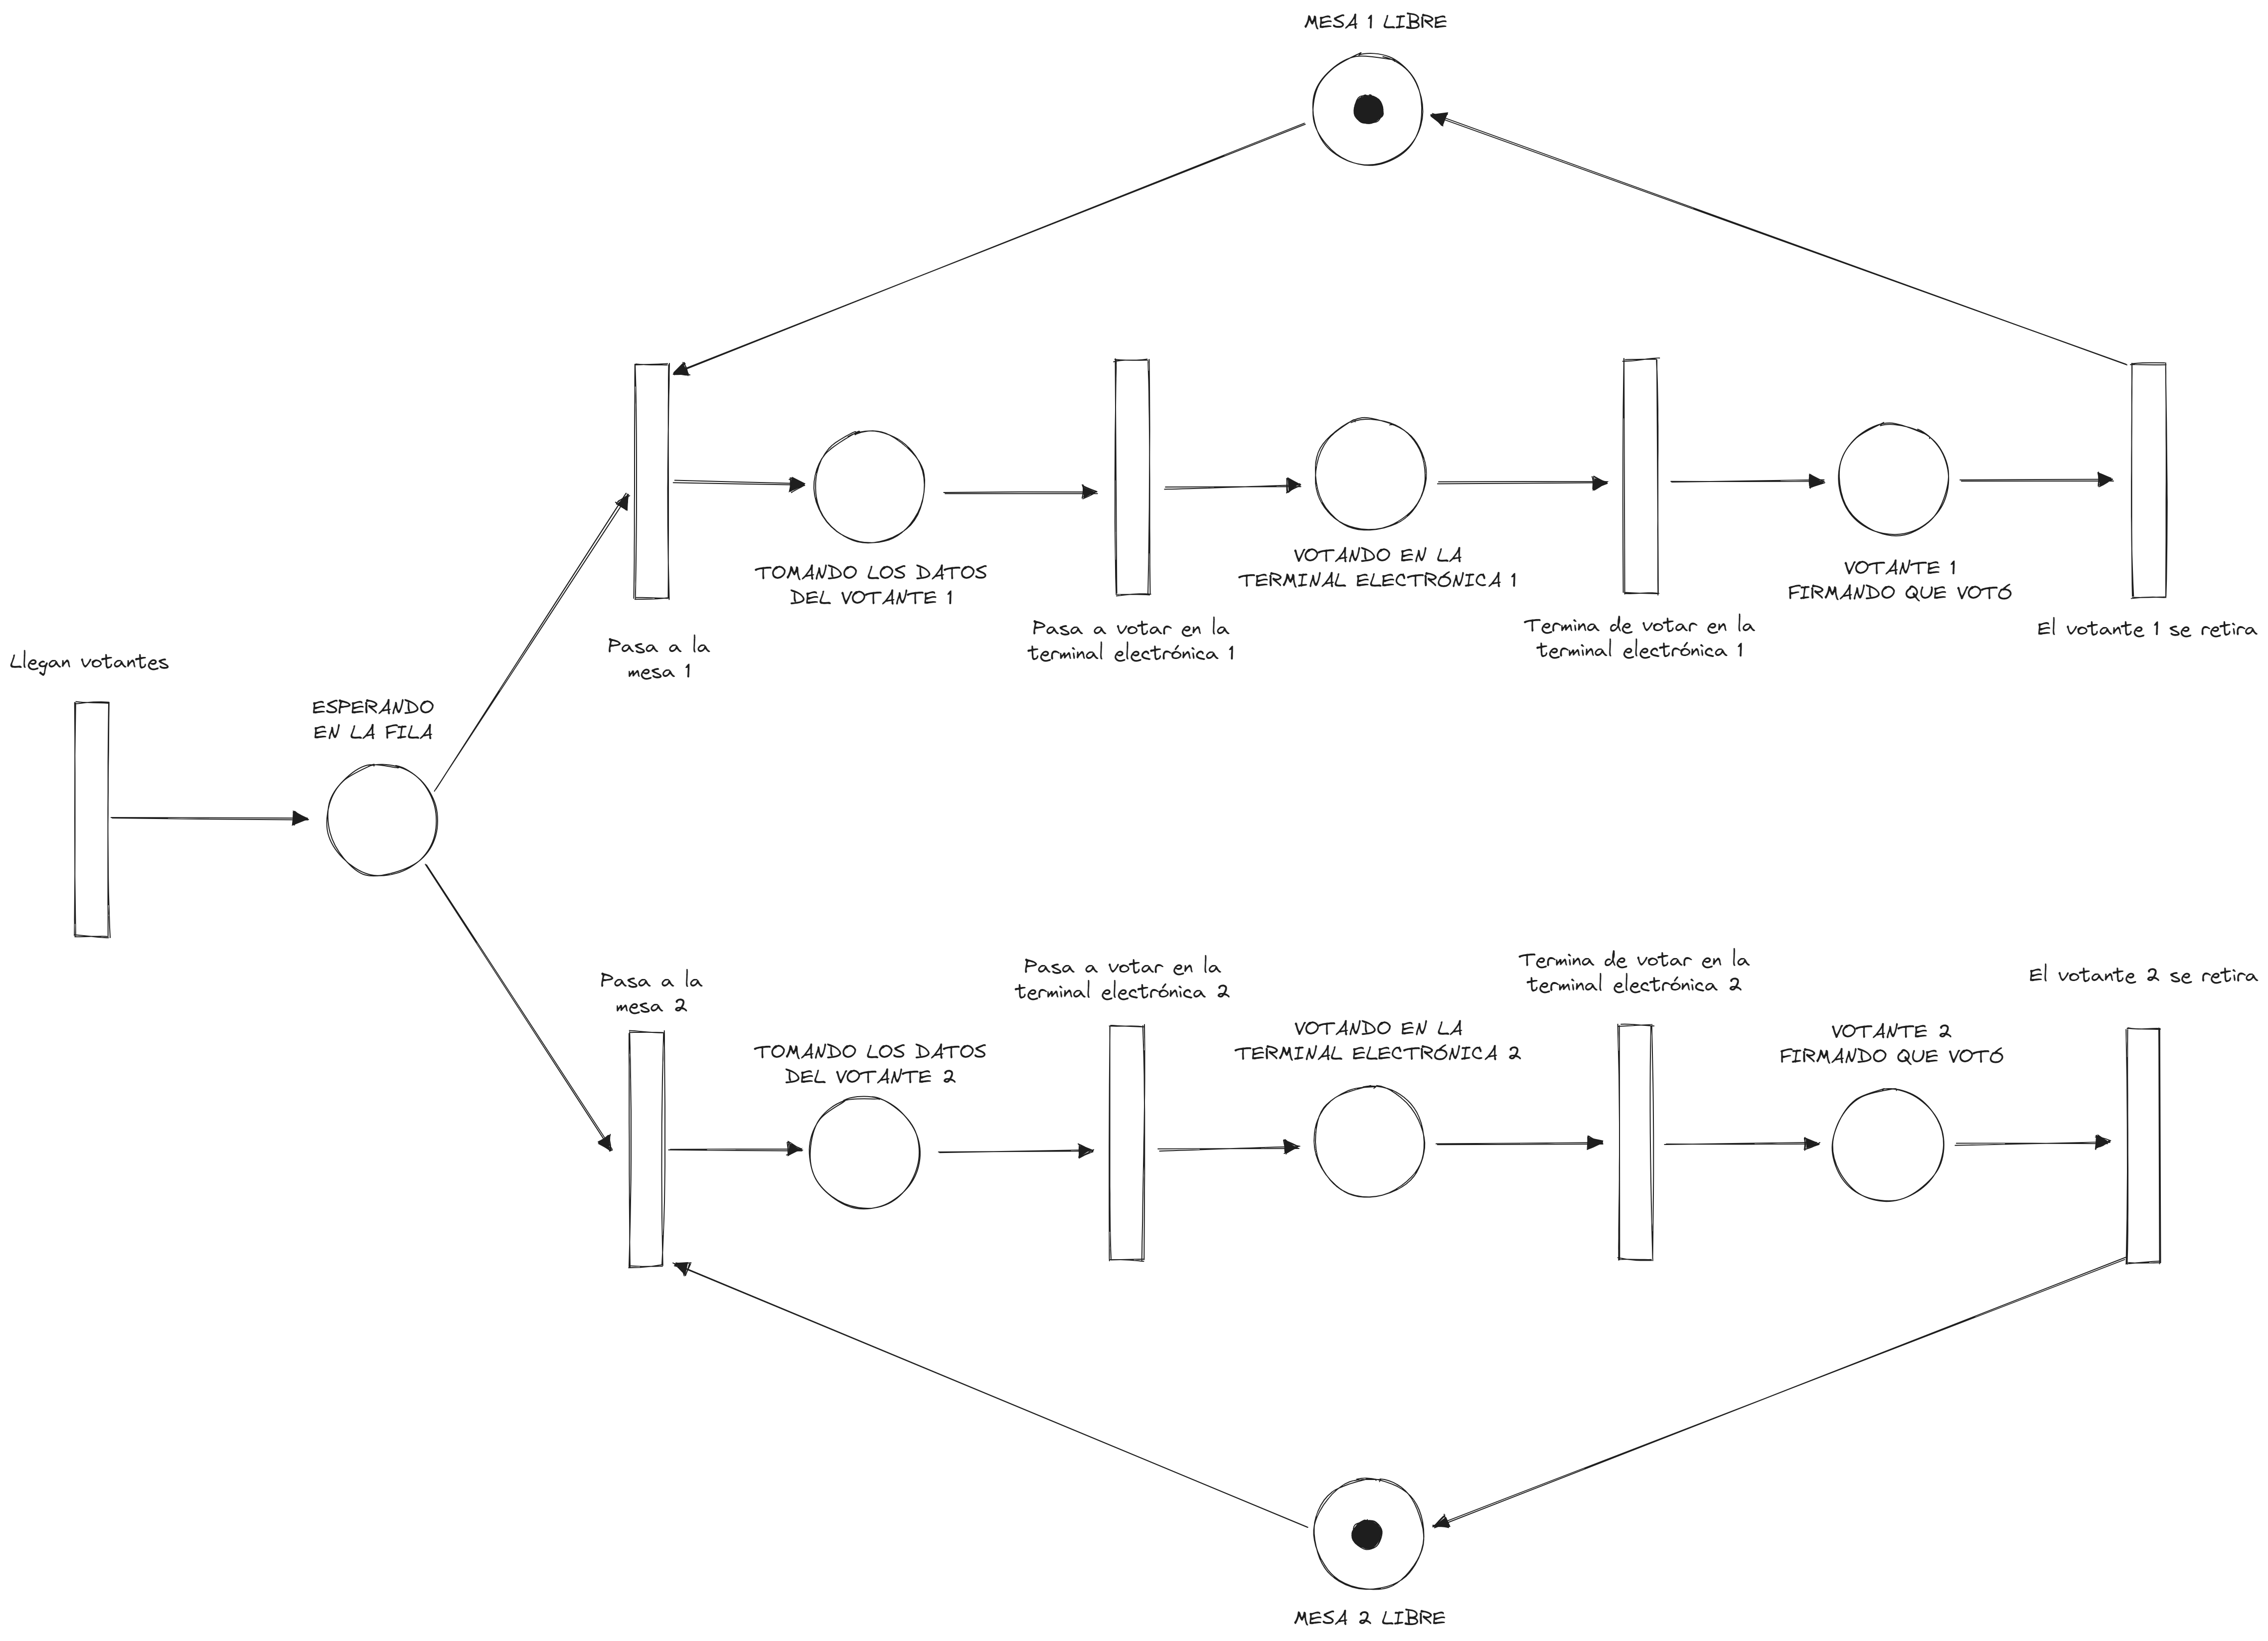 MESA 1 LIBRE
TOMANDO LOS DATOS
DEL VOTANTE 1
VOTANDO EN LA
TERMINAL ELECTRÓNICA 1
VOTANTE 1
FIRMANDO QUE VOTÓ
Pasa a la
mesa 1
Pasa a votar en la
terminal electrónica 1
Termina de votar en la
terminal electrónica 1
El votante 1 se retira
Llegan votantes
ESPERANDO
EN LA FILA
Pasa a la
mesa 2
Pasa a votar en la
terminal electrónica 2
Termina de votar en la
terminal electrónica 2
El votante 2 se retira
TOMANDO LOS DATOS
DEL VOTANTE 2
VOTANDO EN LA
TERMINAL ELECTRÓNICA 2
VOTANTE 2
FIRMANDO QUE VOTÓ
MESA 2 LIBRE